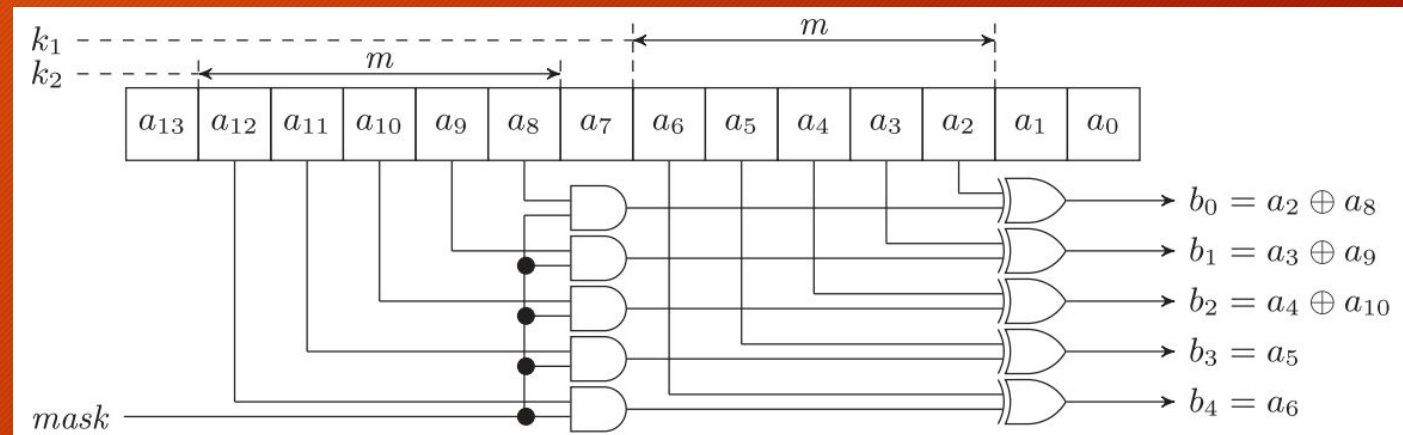 k₁ m
k₂ m
a₁₃ a₁₂ a₁₁ a₁₀ a₉ a₈ a₇ a₆ a₅ a₄ a₃ a₂ a₁ a₀
b₀ = a₂ ⊕ a₈
b₁ = a₃ ⊕ a₉
b₂ = a₄ ⊕ a₁₀
b₃ = a₅
mask b₄ = a₆